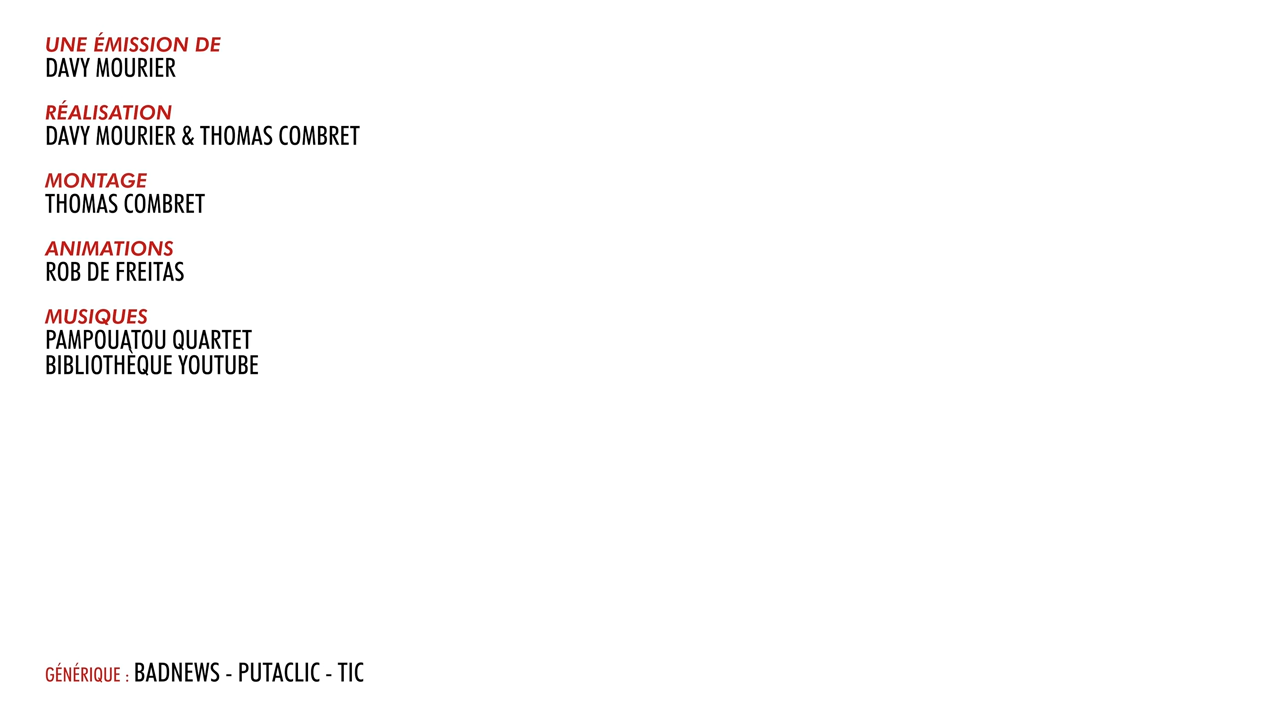 UNE ÉMISSION DE
DAVY MOURIER
RÉALISATION
DAVY MOURIER & THOMAS COMBRET
MONTAGE
THOMAS COMBRET
ANIMATIONS
ROB DE FREITAS
MUSIQUES
PAMPOUATOU QUARTET
BIBLIOTHÈQUE YOUTUBE
GÉNÉRIQUE : BADNEWS - PUTACLIC - TIC